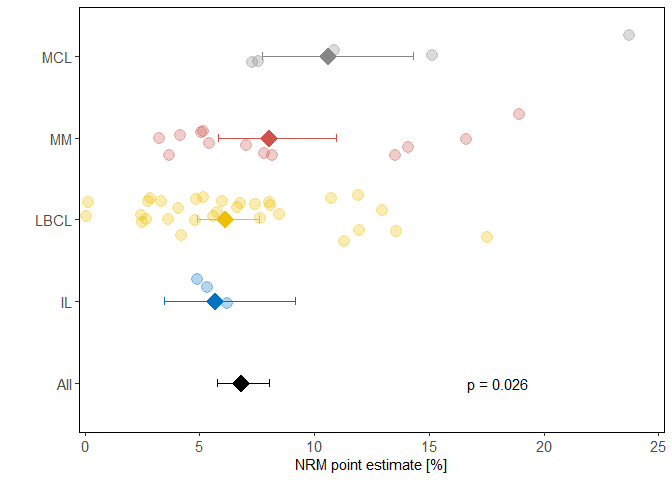 MCL
MM
LBCL
IL
All
p = 0.026
0 5 10 15 20 25
NRM point estimate [%]